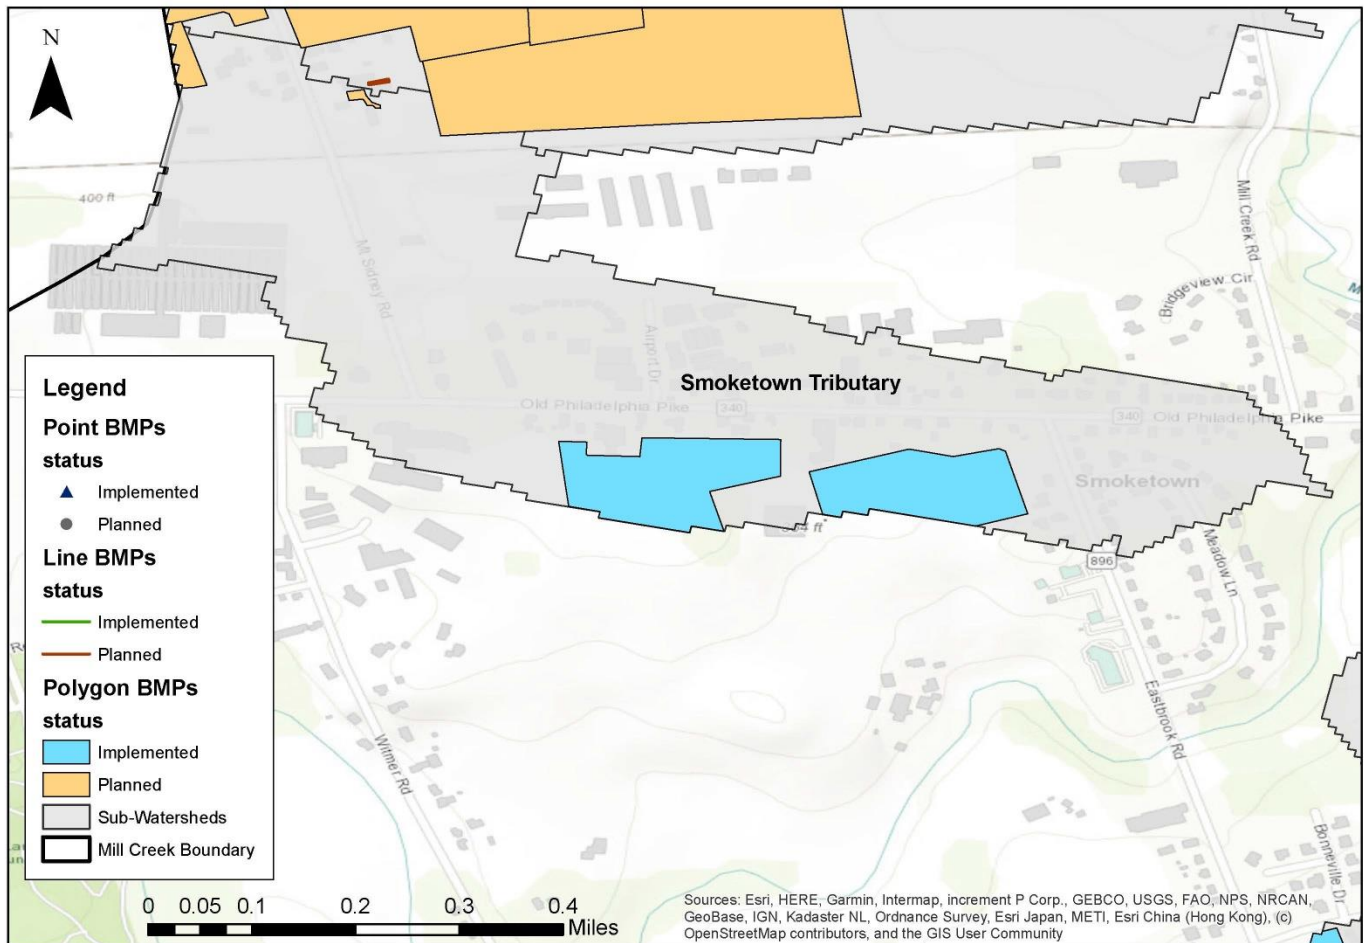 N
400 ft
Mt Sidney Rd
Mill Creek Rd
Bridgeview Cir
M
Airport Dr
Smoketown Tributary
Old Philadelphia Pike
340
340
Old Philadelphia Pike
Smoketown
896
Meadow Ln
Eastbrook Rd
Witmer Rd
Bonneville Dr
Legend
Point BMPs
status
Implemented
Planned
Line BMPs
status
Implemented
Planned
Polygon BMPs
status
Implemented
Planned
Sub-Watersheds
Mill Creek Boundary
0 0.05 0.1 0.2 0.3 0.4
Miles
Sources: Esri, HERE, Garmin, Intermap, increment P Corp., GEBCO, USGS, FAO, NPS, NRCAN,
GeoBase, IGN, Kadaster NL, Ordnance Survey, Esri Japan, METI, Esri China (Hong Kong), (c)
OpenStreetMap contributors, and the GIS User Community